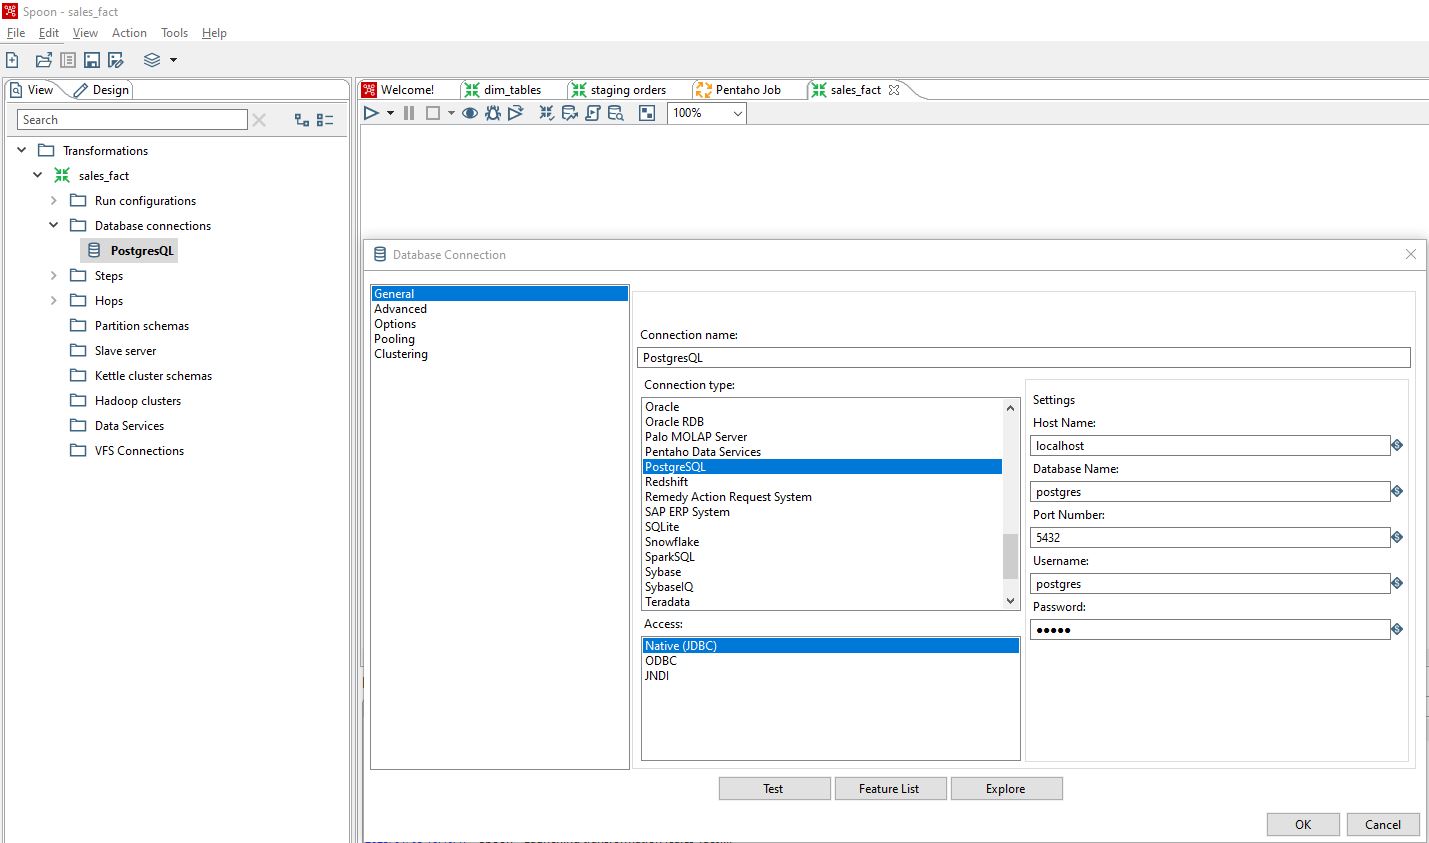 Spoon - sales_fact
File Edit View Action Tools Help
View Design
Search
Transformations
sales_fact
Run configurations
Database connections
PostgresQL
Steps
Hops
Partition schemas
Slave server
Kettle cluster schemas
Hadoop clusters
Data Services
VFS Connections
Welcome! dim_tables staging orders Pentaho Job sales_fact
100%
Database Connection
General
Advanced
Options
Pooling
Clustering
Connection name:
PostgresQL
Connection type:
Oracle
Oracle RDB
Palo MOLAP Server
Pentaho Data Services
PostgreSQL
Redshift
Remedy Action Request System
SAP ERP System
SQLite
Snowflake
SparkSQL
Sybase
SybaseIQ
Teradata
Access:
Native (JDBC)
ODBC
JNDI
Settings
Host Name:
localhost
Database Name:
postgres
Port Number:
5432
Username:
postgres
Password:
●●●●●
Test Feature List Explore
OK Cancel